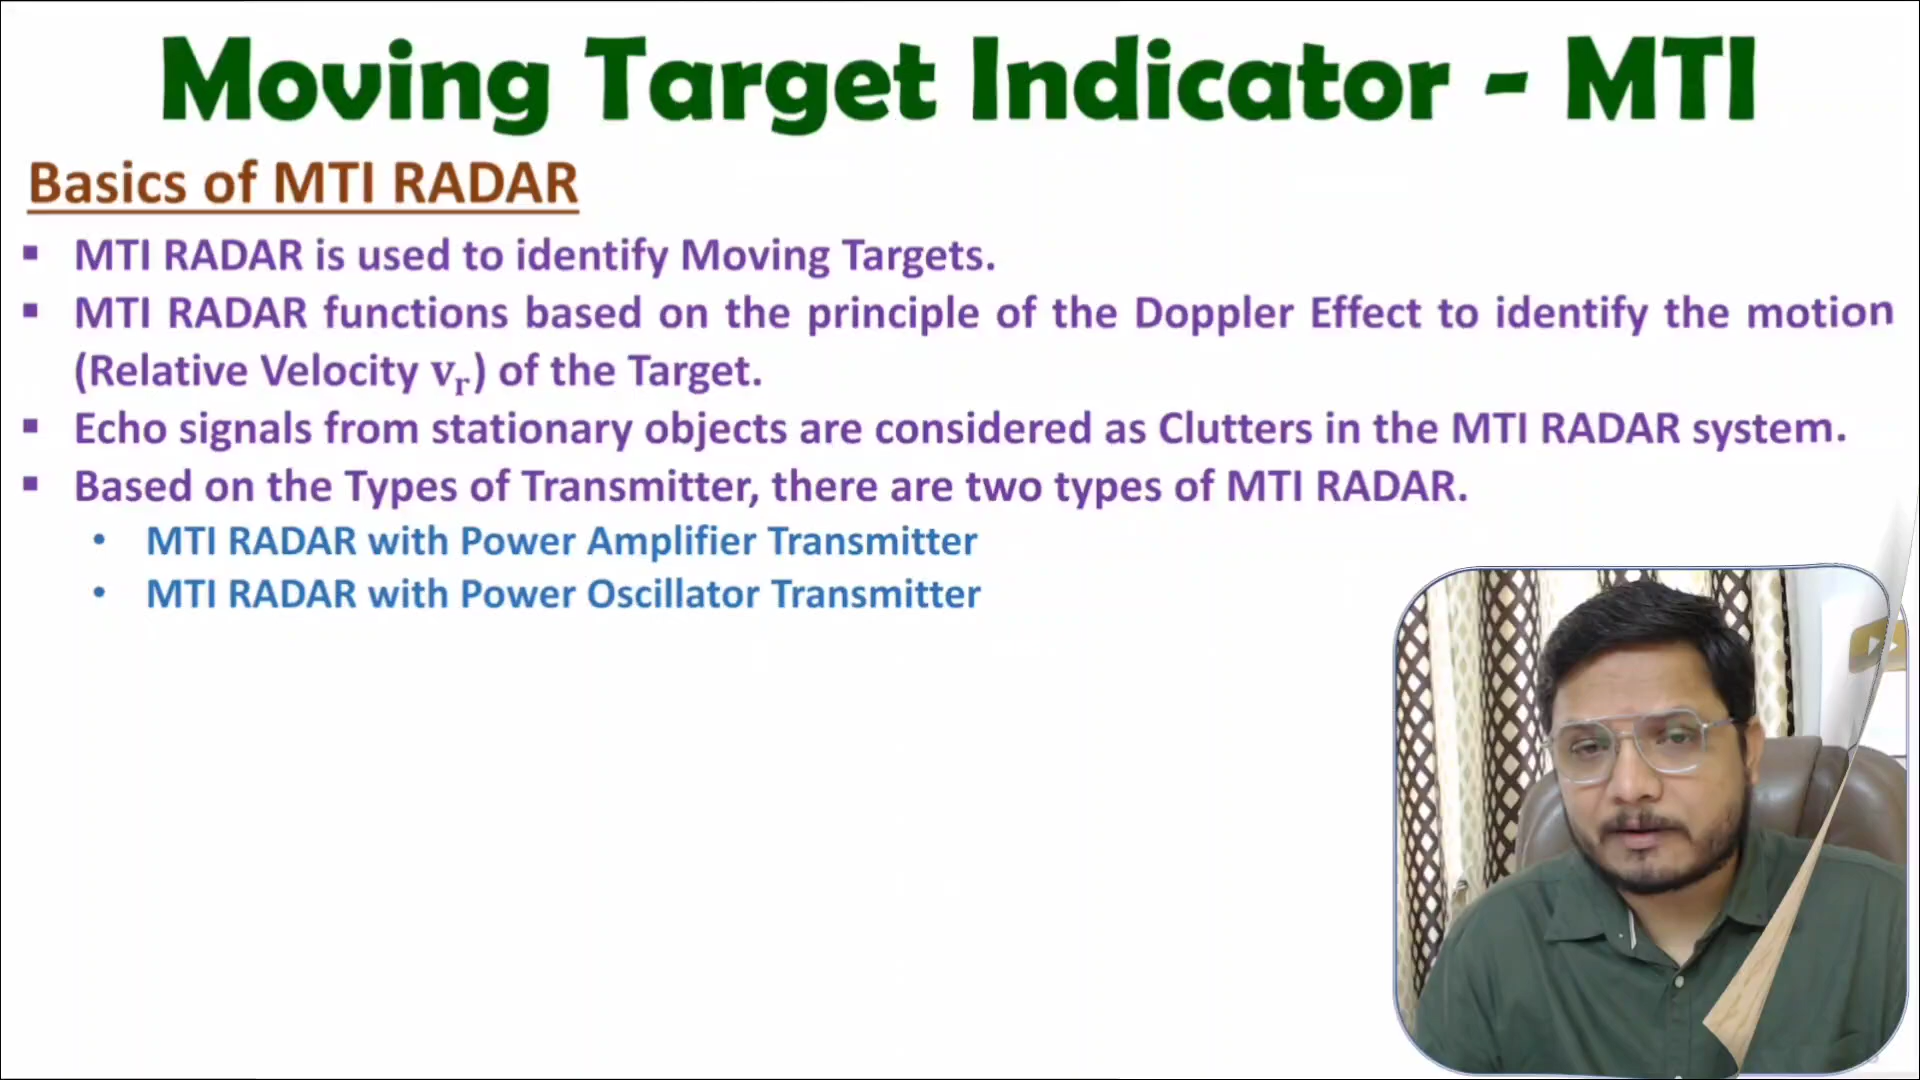 Moving Target Indicator - MTI
Basics of MTI RADAR
▪ MTI RADAR is used to identify Moving Targets.
▪ MTI RADAR functions based on the principle of the Doppler Effect to identify the motion
(Relative Velocity vᵣ) of the Target.
▪ Echo signals from stationary objects are considered as Clutters in the MTI RADAR system.
▪ Based on the Types of Transmitter, there are two types of MTI RADAR.
• MTI RADAR with Power Amplifier Transmitter
• MTI RADAR with Power Oscillator Transmitter